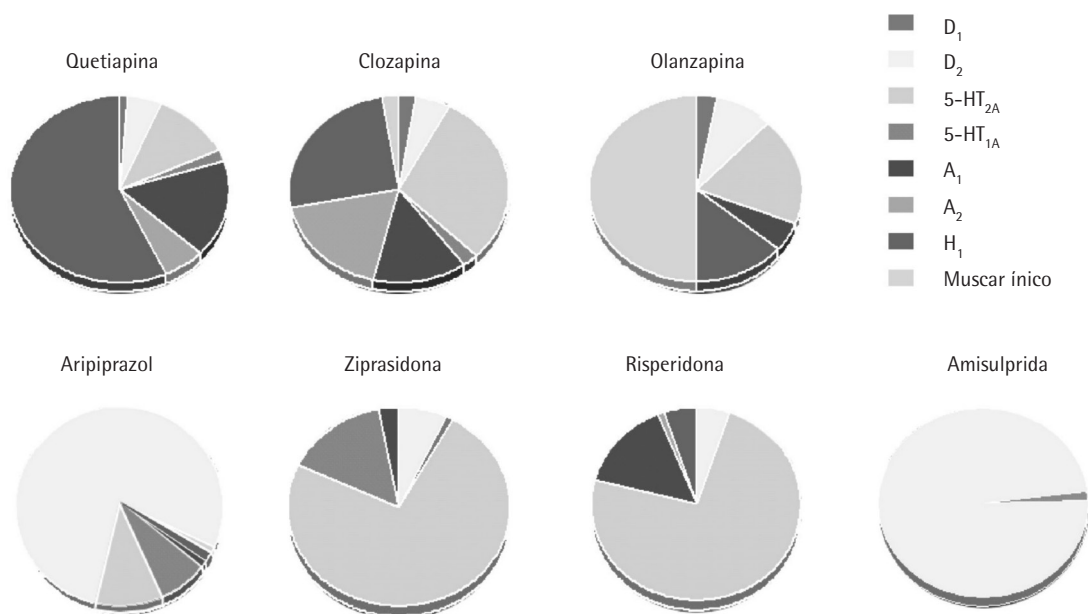 Quetiapina
Clozapina
Olanzapina
D₁
D₂
5-HT₂A
5-HT₁A
A₁
A₂
H₁
Muscar ínico
Aripiprazol
Ziprasidona
Risperidona
Amisulprida